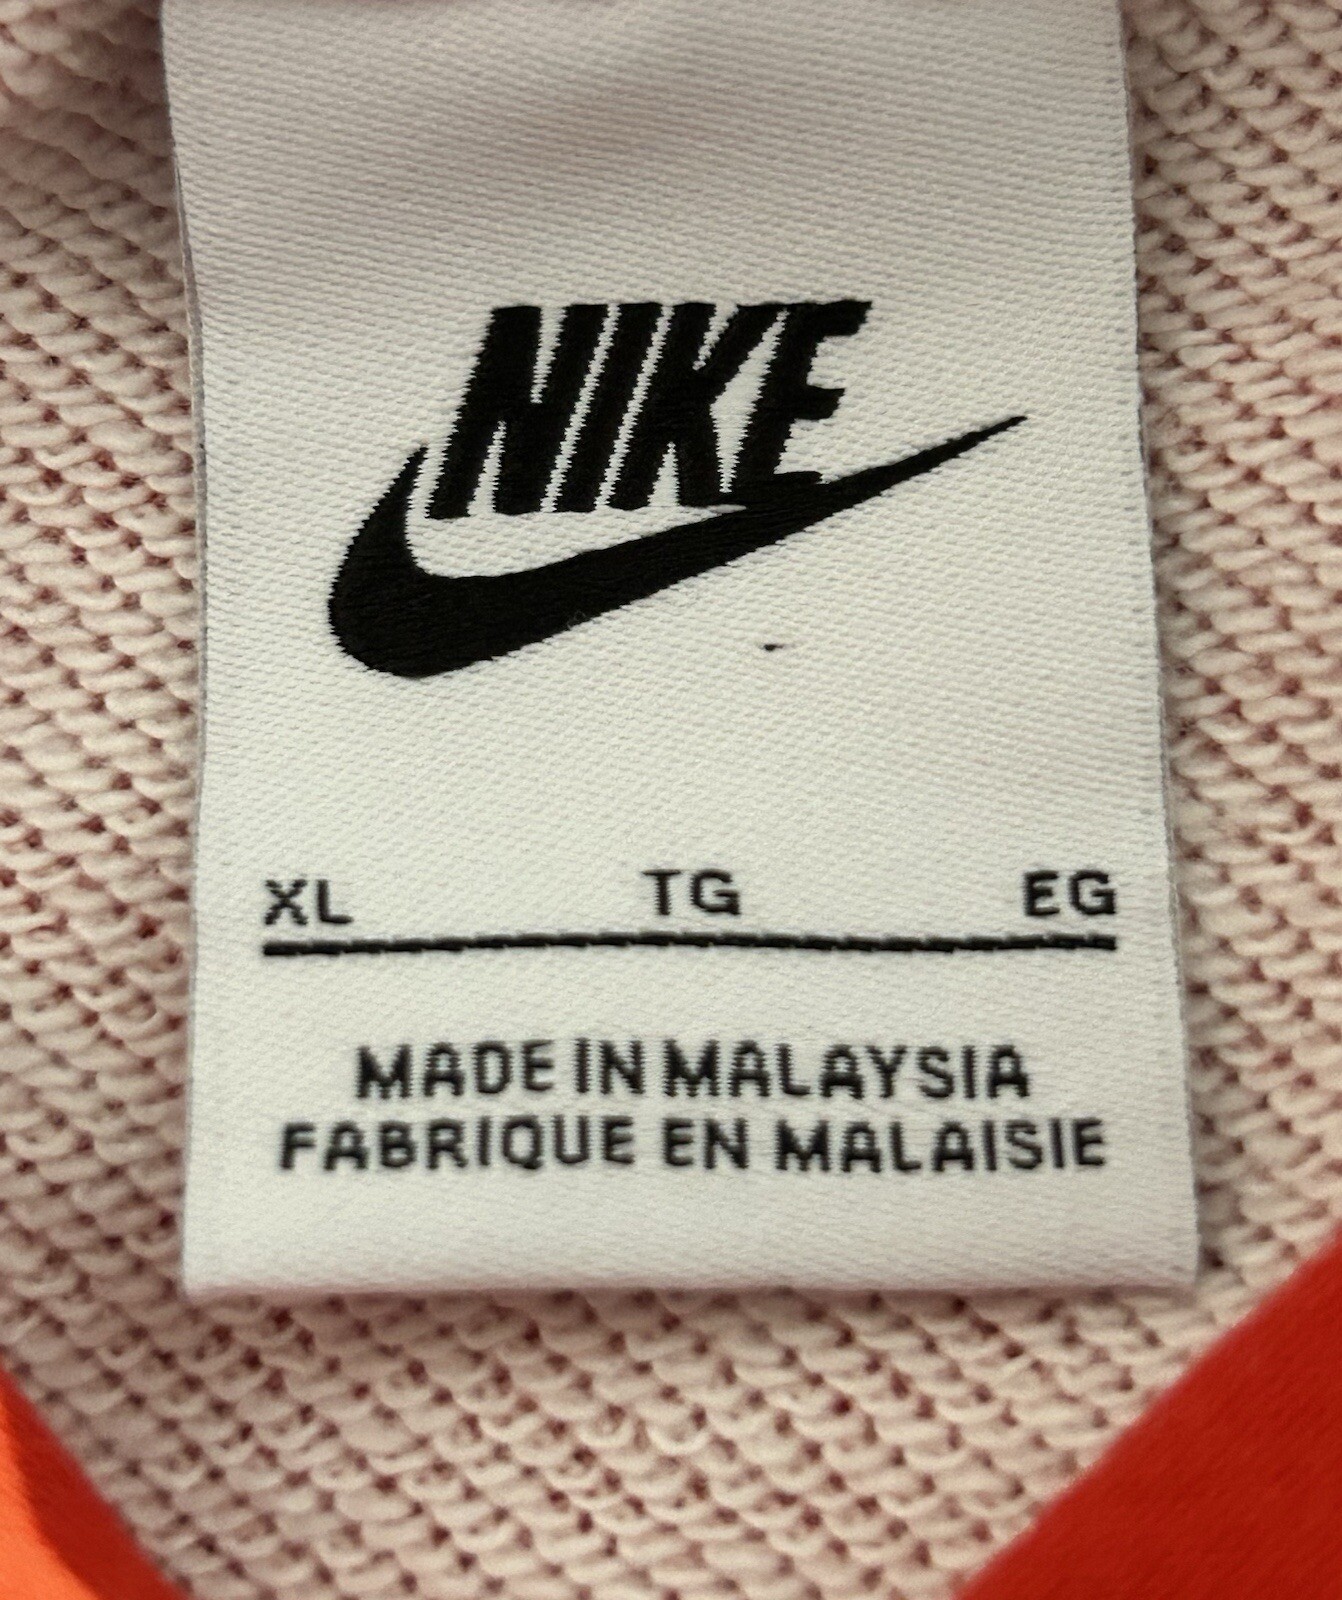 NIKE
XL TG EG
MADE IN MALAYSIA
FABRIQUE EN MALAISIE